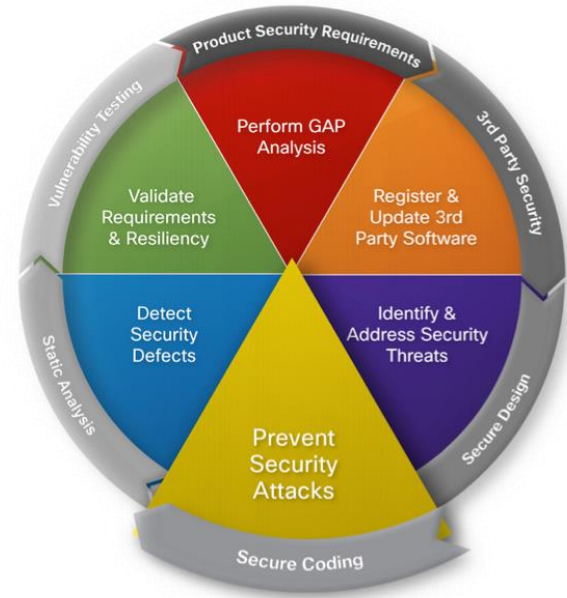 Product Security Requirements
Perform GAP
Analysis
3rd Party Security
Register &
Update 3rd
Party Software
Secure Design
Identify &
Address Security
Threats
Secure Coding
Prevent
Security
Attacks
Static Analysis
Detect
Security
Defects
Vulnerability Testing
Validate
Requirements
& Resiliency